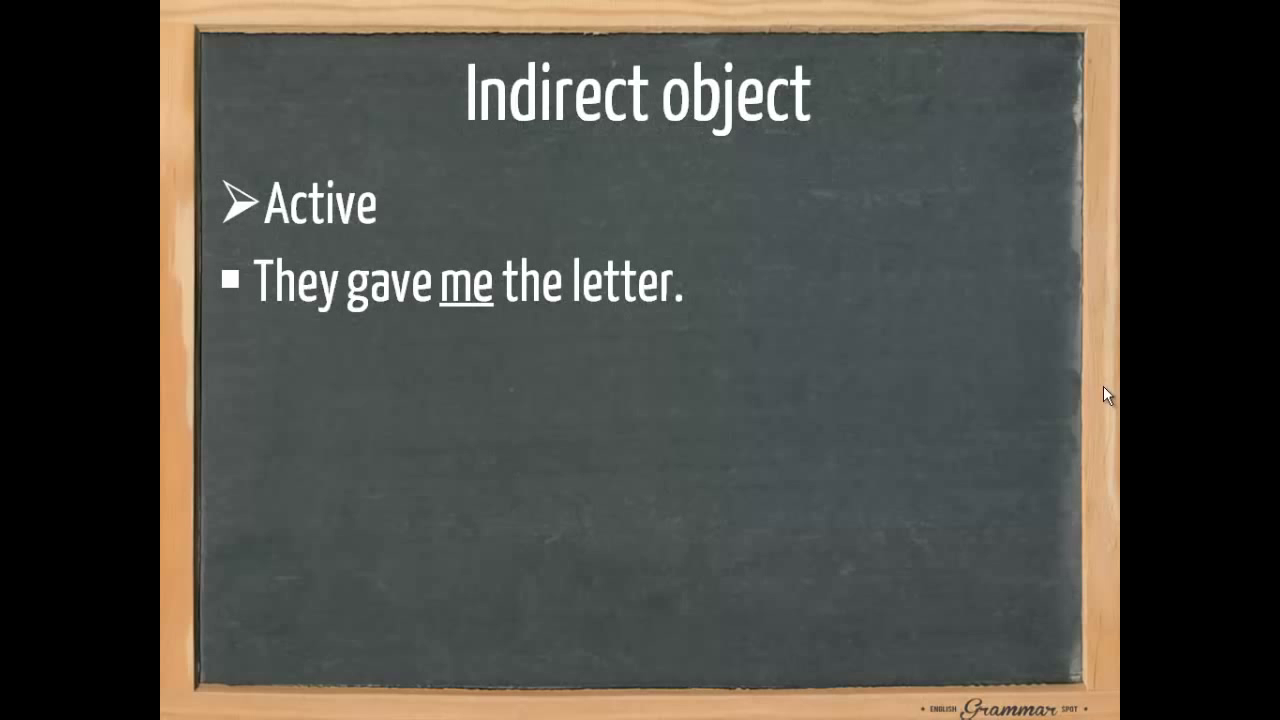 Indirect object
➢Active
▪ They gave me the letter.
• ENGLISH Grammar SPOT •